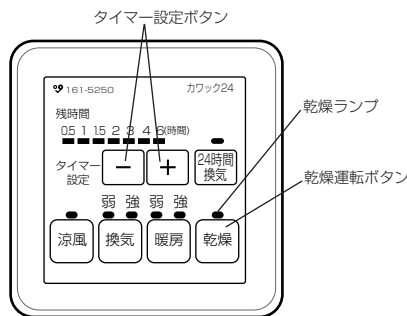 タイマー設定ボタン
161-5250 カワック24
残時間
0.5 1 1.5 2 3 4 6(時間)
タイマー設定 − + 24時間換気
弱 強 弱 強
涼風 換気 暖房 乾燥
乾燥ランプ
乾燥運転ボタン